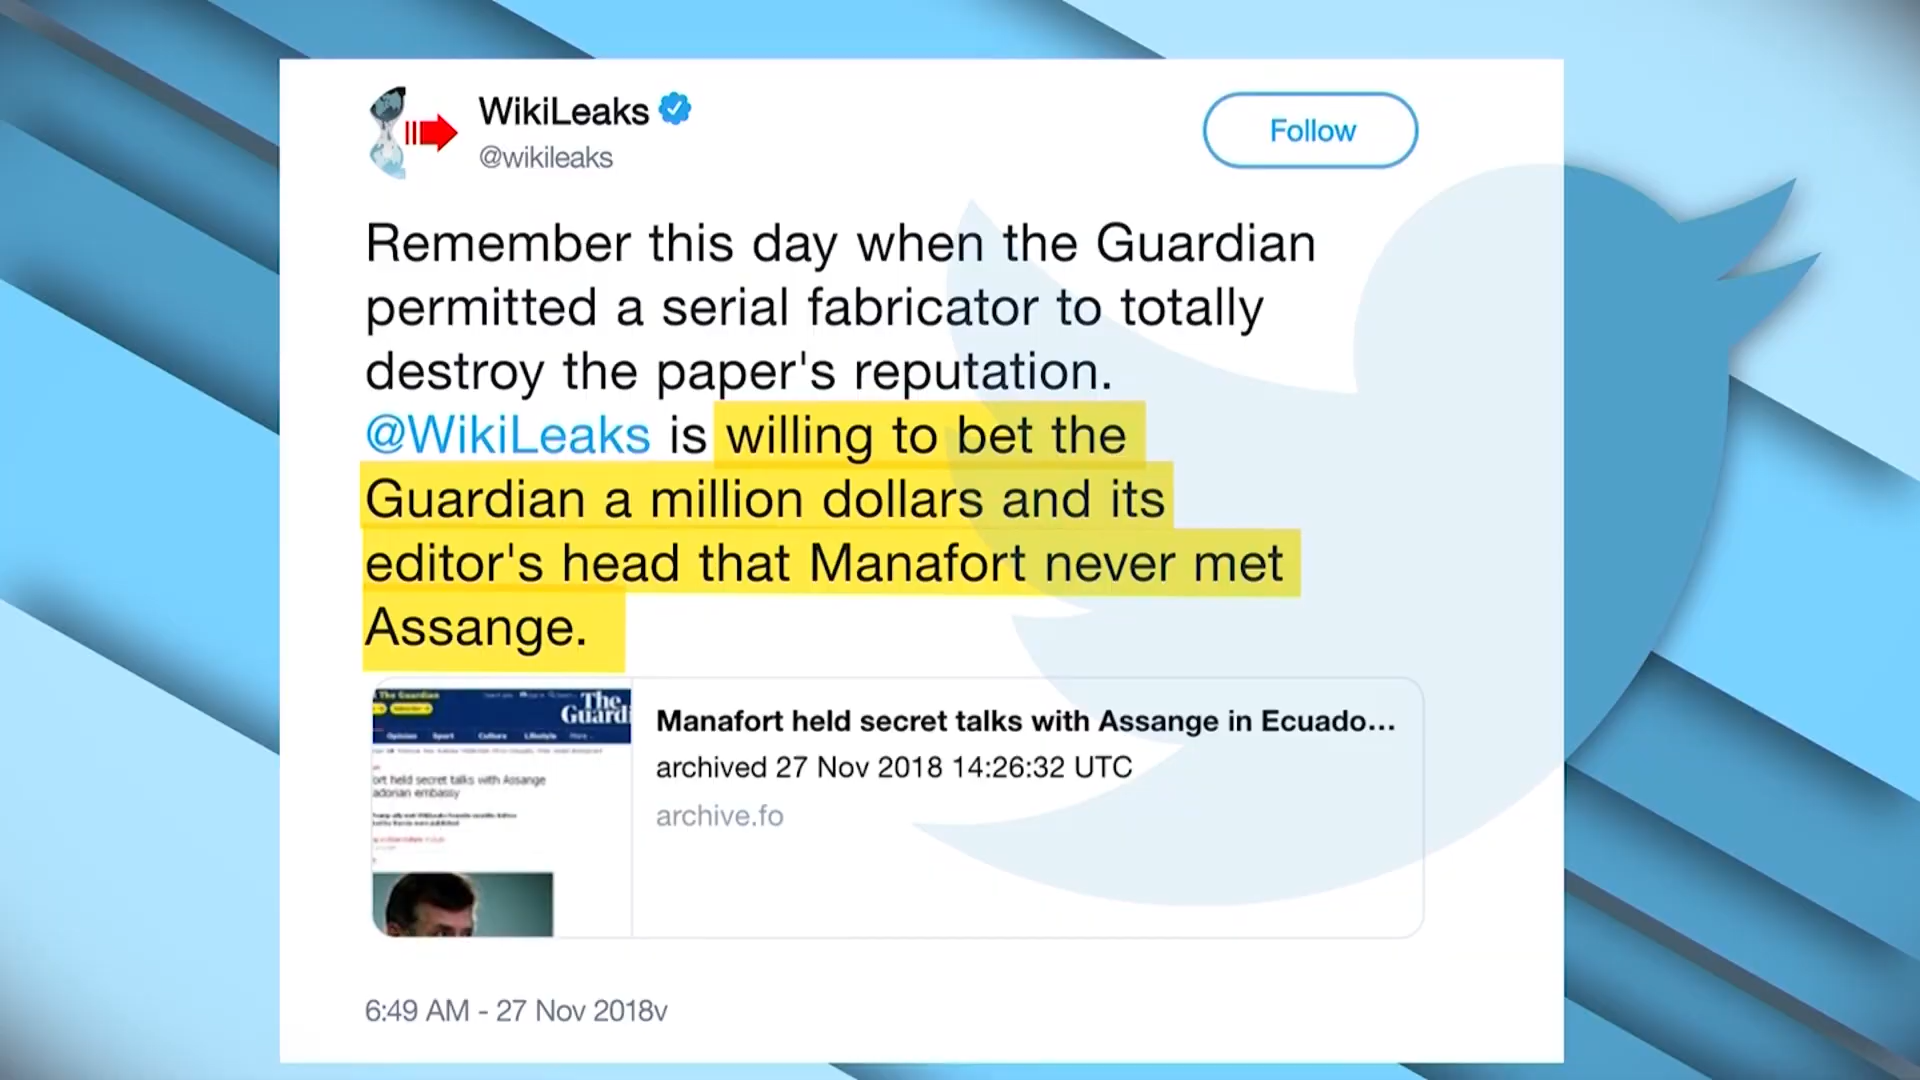 WikiLeaks
@wikileaks
Follow
Remember this day when the Guardian
permitted a serial fabricator to totally
destroy the paper's reputation.
@WikiLeaks is willing to bet the
Guardian a million dollars and its
editor's head that Manafort never met
Assange.
The Guardian
The
Guardi
Opinion Sport Culture Lifestyle More
ort held secret talks with Assange
adorian embassy
Manafort held secret talks with Assange in Ecuado...
archived 27 Nov 2018 14:26:32 UTC
archive.fo
6:49 AM - 27 Nov 2018v